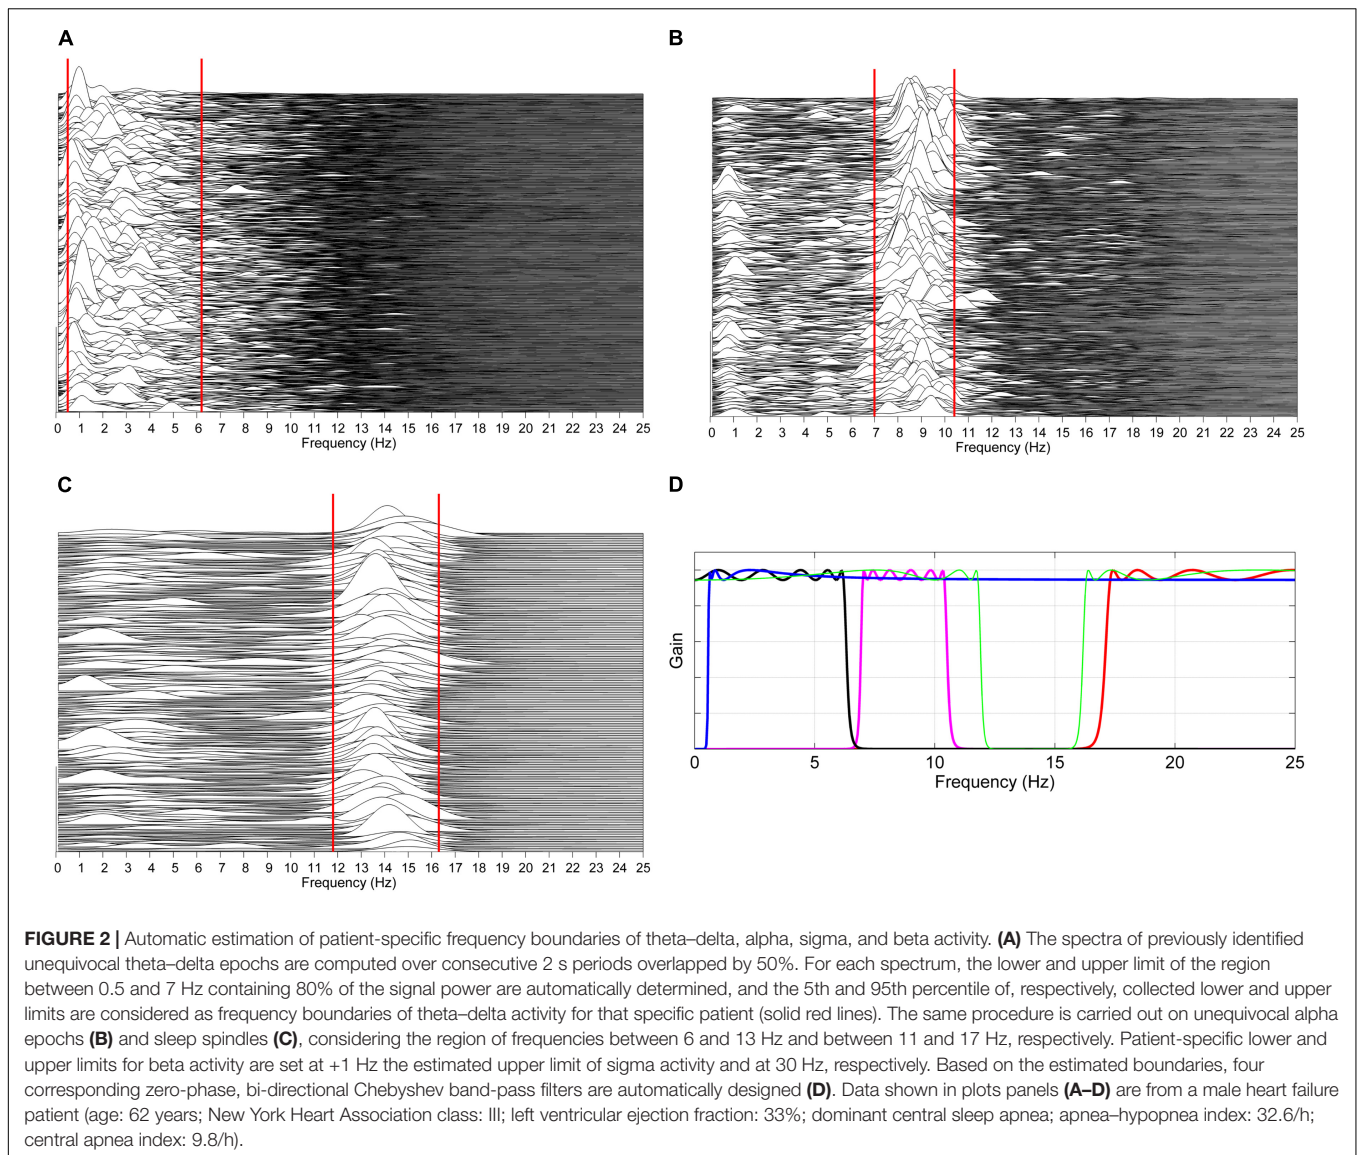 A
0 1 2 3 4 5 6 7 8 9 10 11 12 13 14 15 16 17 18 19 20 21 22 23 24 25
Frequency (Hz)
B
0 1 2 3 4 5 6 7 8 9 10 11 12 13 14 15 16 17 18 19 20 21 22 23 24 25
Frequency (Hz)
C
0 1 2 3 4 5 6 7 8 9 10 11 12 13 14 15 16 17 18 19 20 21 22 23 24 25
Frequency (Hz)
D
Gain
0 5 10 15 20 25
Frequency (Hz)
FIGURE 2 | Automatic estimation of patient-specific frequency boundaries of theta–delta, alpha, sigma, and beta activity. (A) The spectra of previously identified
unequivocal theta–delta epochs are computed over consecutive 2 s periods overlapped by 50%. For each spectrum, the lower and upper limit of the region
between 0.5 and 7 Hz containing 80% of the signal power are automatically determined, and the 5th and 95th percentile of, respectively, collected lower and upper
limits are considered as frequency boundaries of theta–delta activity for that specific patient (solid red lines). The same procedure is carried out on unequivocal alpha
epochs (B) and sleep spindles (C), considering the region of frequencies between 6 and 13 Hz and between 11 and 17 Hz, respectively. Patient-specific lower and
upper limits for beta activity are set at +1 Hz the estimated upper limit of sigma activity and at 30 Hz, respectively. Based on the estimated boundaries, four
corresponding zero-phase, bi-directional Chebyshev band-pass filters are automatically designed (D). Data shown in plots panels (A–D) are from a male heart failure
patient (age: 62 years; New York Heart Association class: III; left ventricular ejection fraction: 33%; dominant central sleep apnea; apnea–hypopnea index: 32.6/h;
central apnea index: 9.8/h).